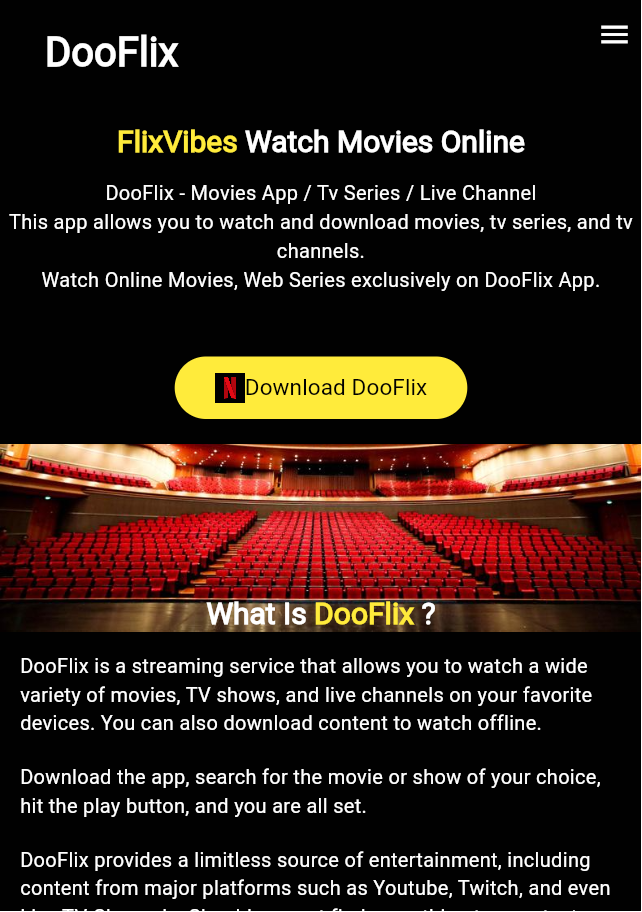 DooFlix
FlixVibes Watch Movies Online
DooFlix - Movies App / Tv Series / Live Channel
This app allows you to watch and download movies, tv series, and tv
channels.
Watch Online Movies, Web Series exclusively on DooFlix App.
Download DooFlix
What Is DooFlix ?
DooFlix is a streaming service that allows you to watch a wide
variety of movies, TV shows, and live channels on your favorite
devices. You can also download content to watch offline.
Download the app, search for the movie or show of your choice,
hit the play button, and you are all set.
DooFlix provides a limitless source of entertainment, including
content from major platforms such as Youtube, Twitch, and even